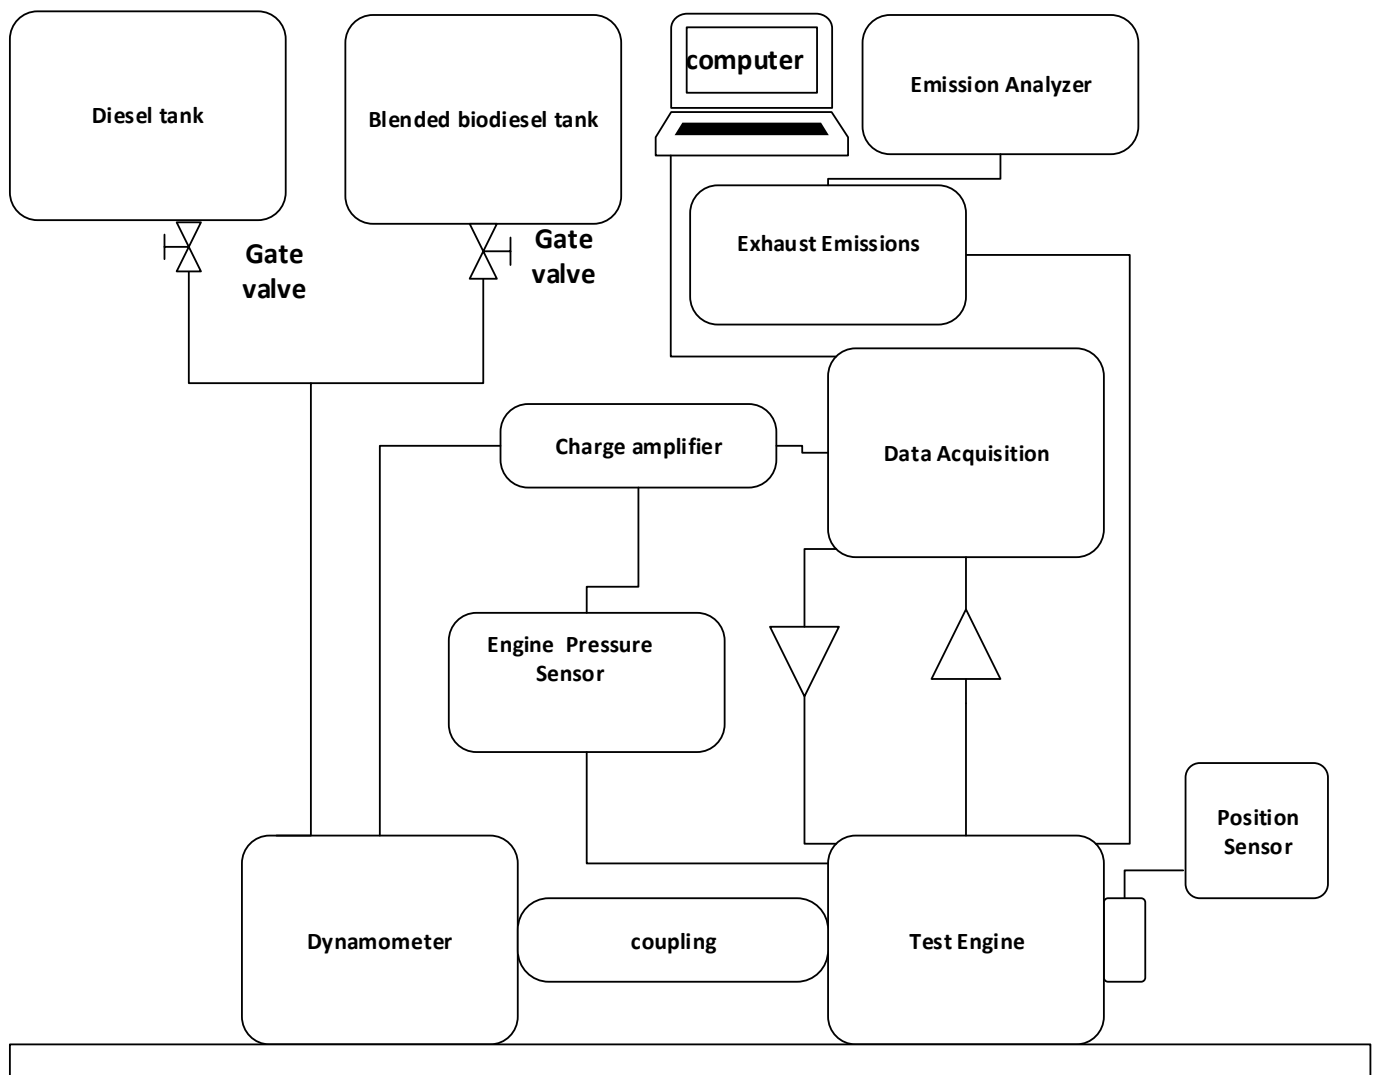 Diesel tank
Blended biodiesel tank
computer
Emission Analyzer
Gate
valve
Gate
valve
Exhaust Emissions
Charge amplifier
Data Acquisition
Engine  Pressure
Sensor
Position
Sensor
Dynamometer
coupling
Test Engine